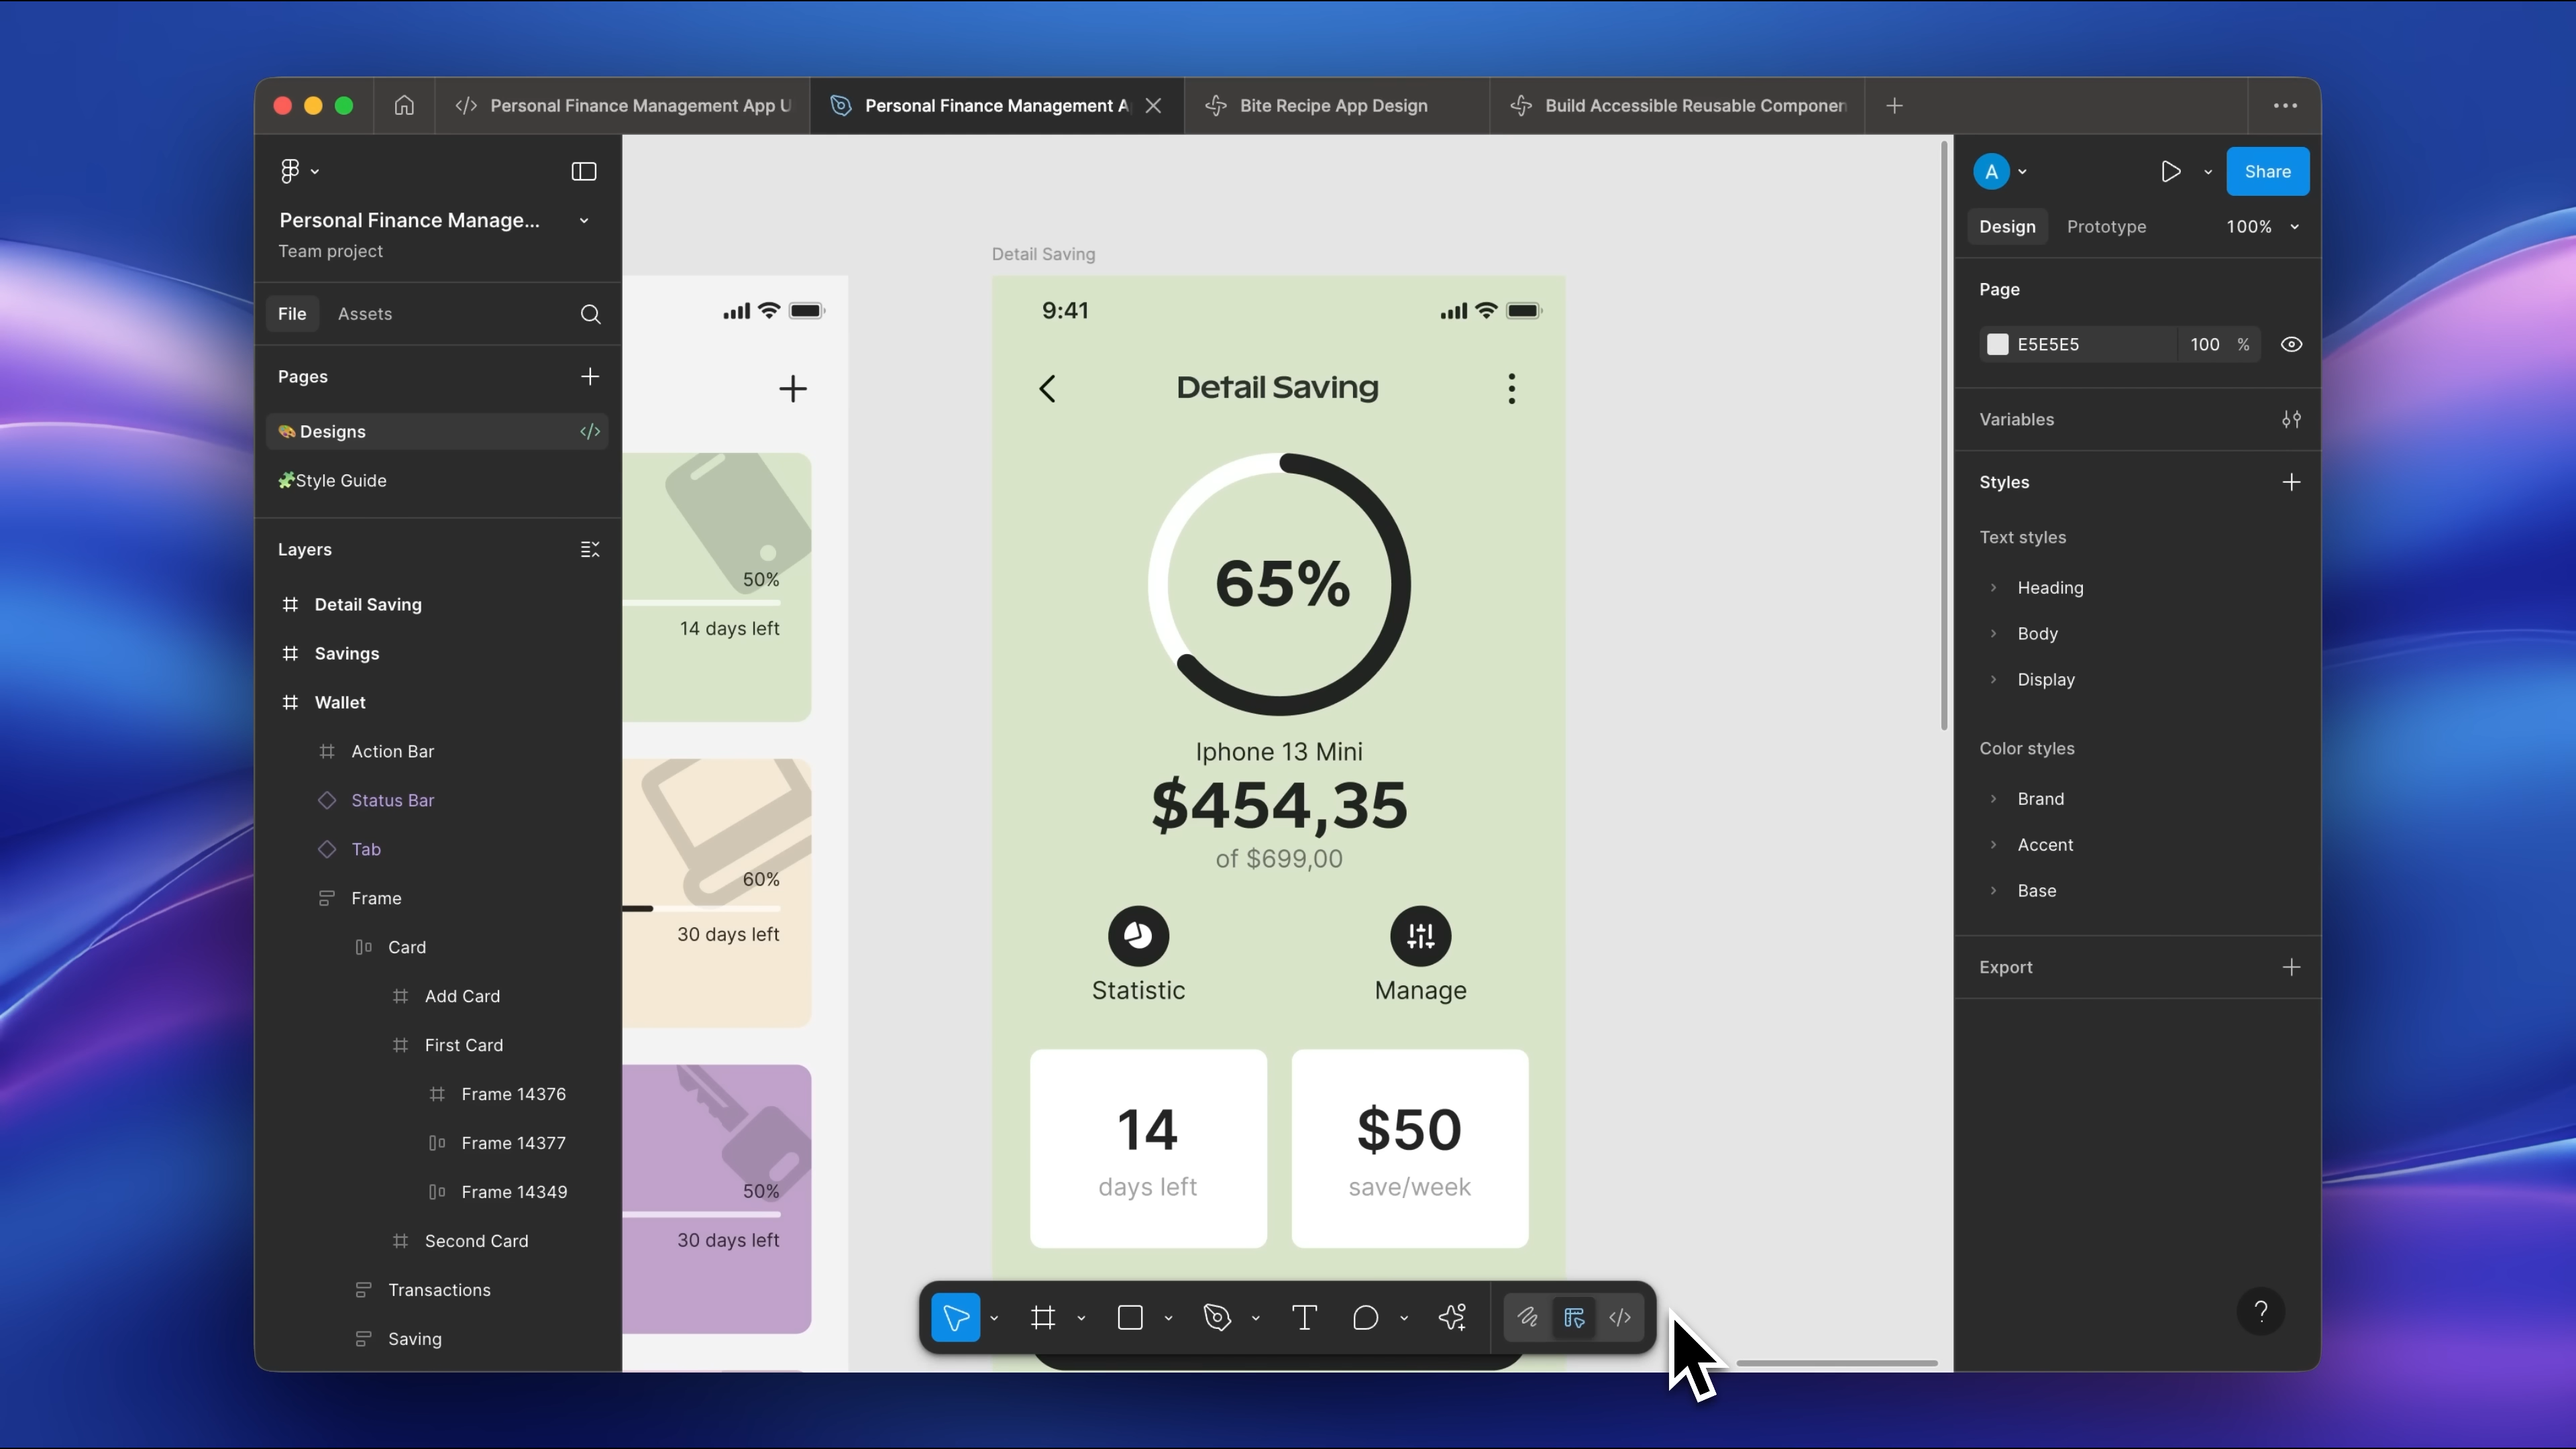 Personal Finance Management App U
Personal Finance Management A
Bite Recipe App Design
Build Accessible Reusable Componen
Personal Finance Manage...
Team project
File
Assets
Pages
Designs
Style Guide
Layers
Detail Saving
Savings
Wallet
Action Bar
Status Bar
Tab
Frame
Card
Add Card
First Card
Frame 14376
Frame 14377
Frame 14349
Second Card
Transactions
Saving
50%
14 days left
60%
30 days left
50%
30 days left
Detail Saving
9:41
Detail Saving
65%
Iphone 13 Mini
$454,35
of $699,00
Statistic
Manage
14
days left
$50
save/week
A
Share
Design
Prototype
100%
Page
E5E5E5
100 %
Variables
Styles
Text styles
Heading
Body
Display
Color styles
Brand
Accent
Base
Export
?